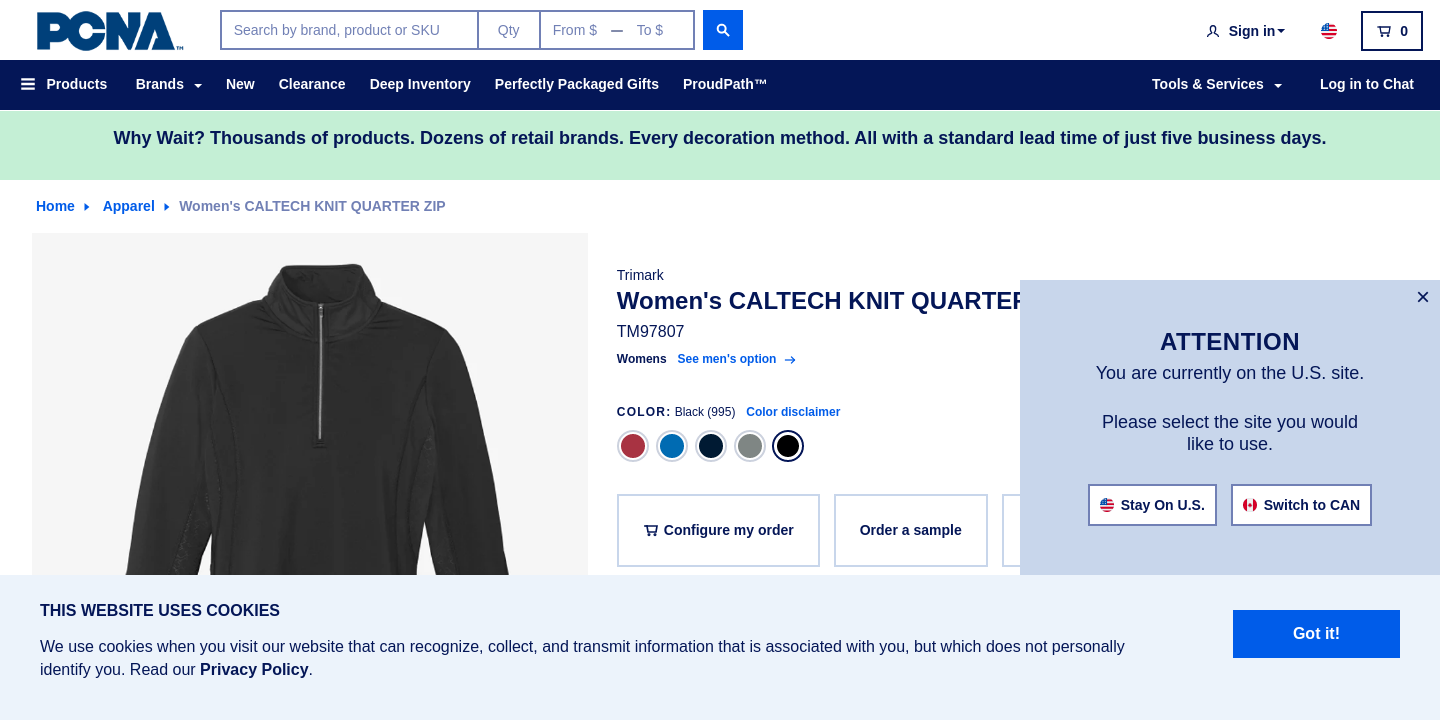 PCNA™
Search by brand, product or SKU
Qty
From $ — To $
Sign in
0
Products
Brands
New
Clearance
Deep Inventory
Perfectly Packaged Gifts
ProudPath™
Tools & Services
Log in to Chat
Why Wait? Thousands of products. Dozens of retail brands. Every decoration method. All with a standard lead time of just five business days.
Home
Apparel
Women's CALTECH KNIT QUARTER ZIP
Trimark
Women's CALTECH KNIT QUARTER
TM97807
Womens See men's option
COLOR: Black (995) Color disclaimer
Configure my order
Order a sample
×
ATTENTION
You are currently on the U.S. site.
Please select the site you would
like to use.
Stay On U.S.
Switch to CAN
THIS WEBSITE USES COOKIES
We use cookies when you visit our website that can recognize, collect, and transmit information that is associated with you, but which does not personally
identify you. Read our Privacy Policy.
Got it!